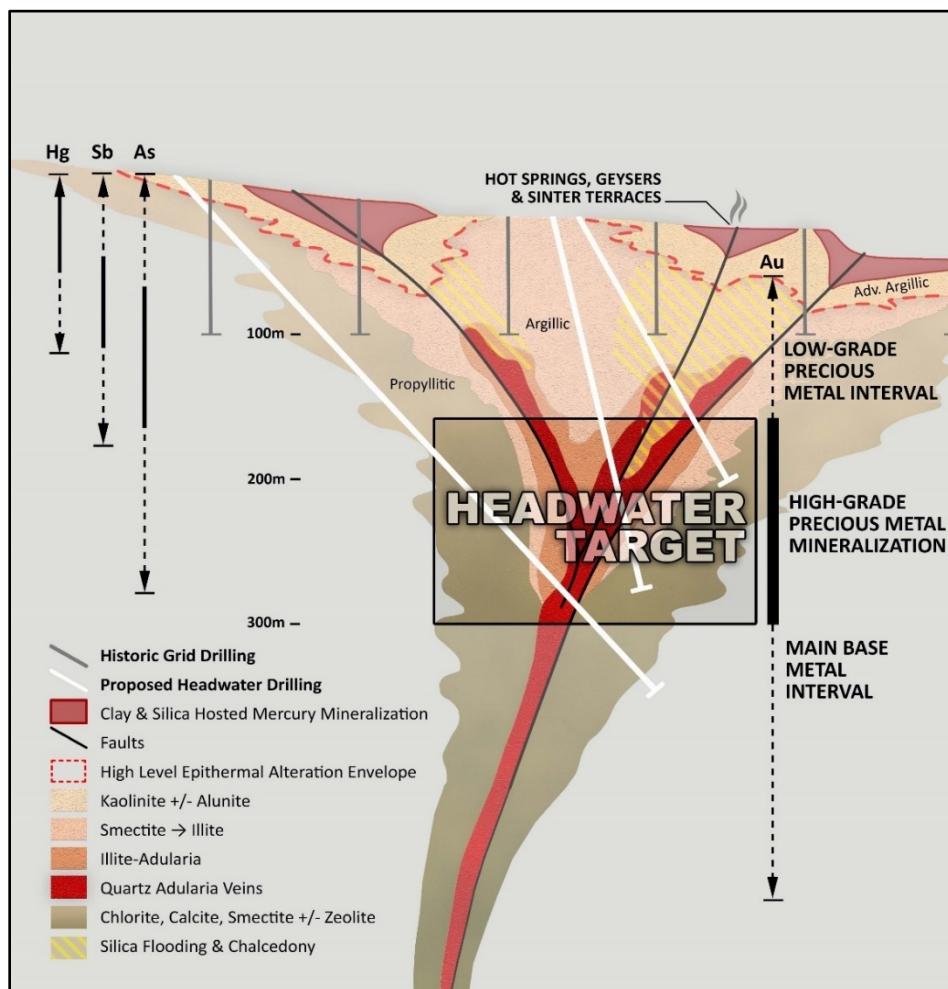 HOT SPRINGS, GEYSERS
& SINTER TERRACES
Hg
Sb
As
Au
Adv. Argillic
100m
Argillic
LOW-GRADE
PRECIOUS
METAL INTERVAL
Propyllitic
200m
HEADWATER
TARGET
HIGH-GRADE
PRECIOUS METAL
MINERALIZATION
300m
MAIN BASE
METAL
INTERVAL
Historic Grid Drilling
Proposed Headwater Drilling
Clay & Silica Hosted Mercury Mineralization
Faults
High Level Epithermal Alteration Envelope
Kaolinite +/- Alunite
Smectite → Illite
Illite-Adularia
Quartz Adularia Veins
Chlorite, Calcite, Smectite +/- Zeolite
Silica Flooding & Chalcedony